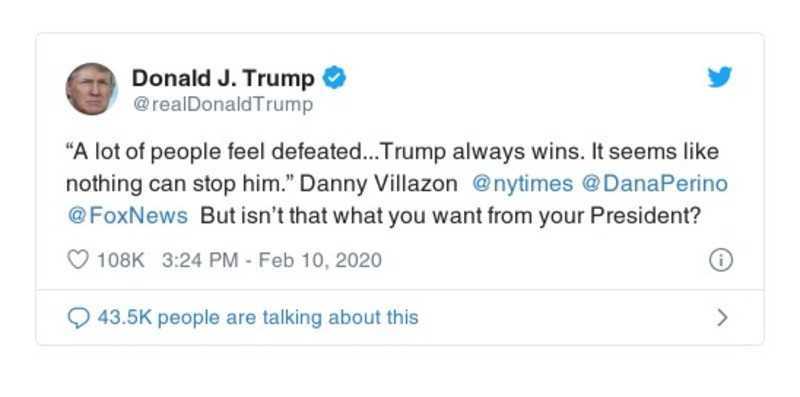 Donald J. Trump
@realDonaldTrump
“A lot of people feel defeated...Trump always wins. It seems like
nothing can stop him.” Danny Villazon @nytimes @DanaPerino
@FoxNews But isn’t that what you want from your President?
108K 3:24 PM - Feb 10, 2020
43.5K people are talking about this